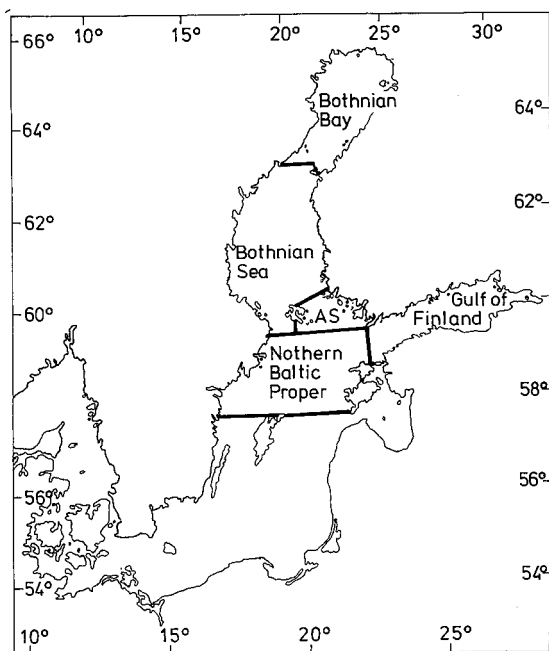 10° 15° 20° 25° 30°
66°
64°
62°
60°
56°
54°
64°
62°
60°
58°
56°
54°
Bothnian
Bay
Bothnian
Sea
AS
Gulf of
Finland
Nothern
Baltic
Proper
10° 15° 20° 25°